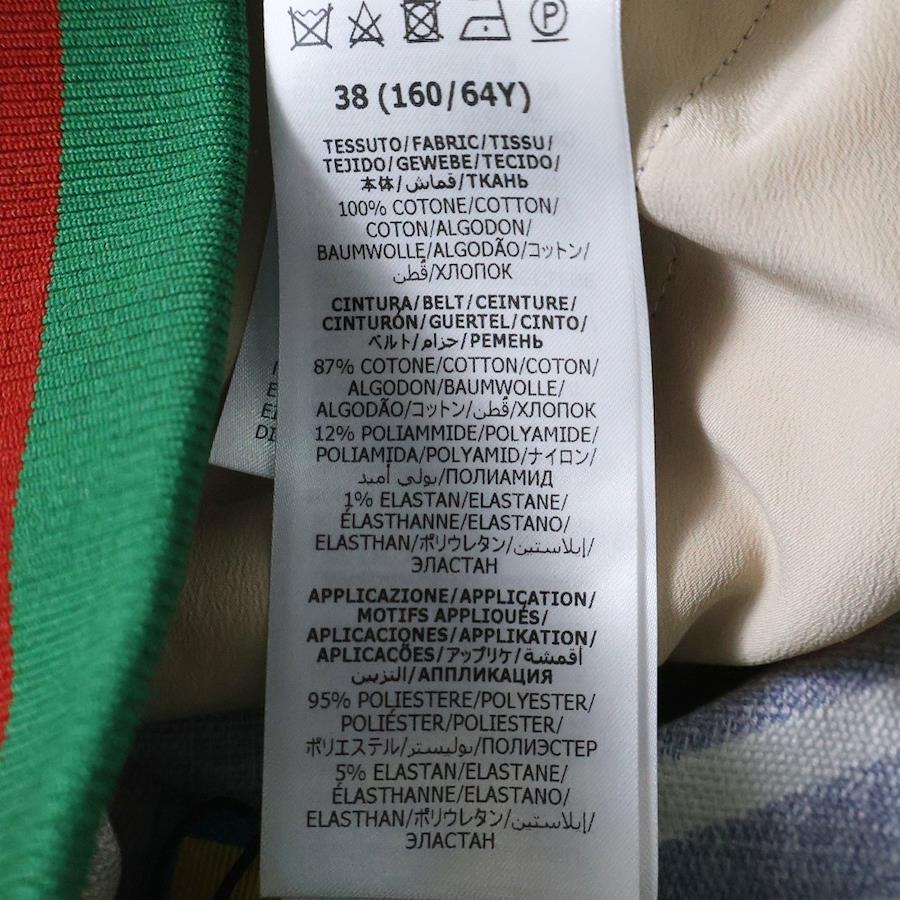 P
38 (160/64Y)
TESSUTO/FABRIC/TISSU/
TEJIDO/GEWEBE/TECIDO/
本体/قماش/ТКАНЬ
100% COTONE/COTTON/
COTON/ALGODON/
BAUMWOLLE/ALGODÃO/コットン/
قُطن/ХЛОПОК
CINTURA/BELT/CEINTURE/
CINTURÓN/GUERTEL/CINTO/
ベルト/حزام/РЕМЕНЬ
87% COTONE/COTTON/COTON/
ALGODON/BAUMWOLLE/
ALGODÃO/コットン/قُطن/ХЛОПОК
12% POLIAMMIDE/POLYAMIDE/
POLIAMIDA/POLYAMID/ナイロン/
بولي أميد/ПОЛИАМИД
1% ELASTAN/ELASTANE/
ÉLASTHANNE/ELASTANO/
ELASTHAN/ポリウレタン/إيلاستين/
ЭЛАСТАН
APPLICAZIONE/APPLICATION/
MOTIFS APPLIQUÉS/
APLICACIONES/APPLIKATION/
APLICACÕES/アップリケ/أقمشة
التزيين/АППЛИКАЦИЯ
95% POLIESTERE/POLYESTER/
POLIÉSTER/POLIESTER/
ポリエステル/بوليستر/ПОЛИЭСТЕР
5% ELASTAN/ELASTANE/
ÉLASTHANNE/ELASTANO/
ELASTHAN/ポリウレタン/إيلاستين/
ЭЛАСТАН